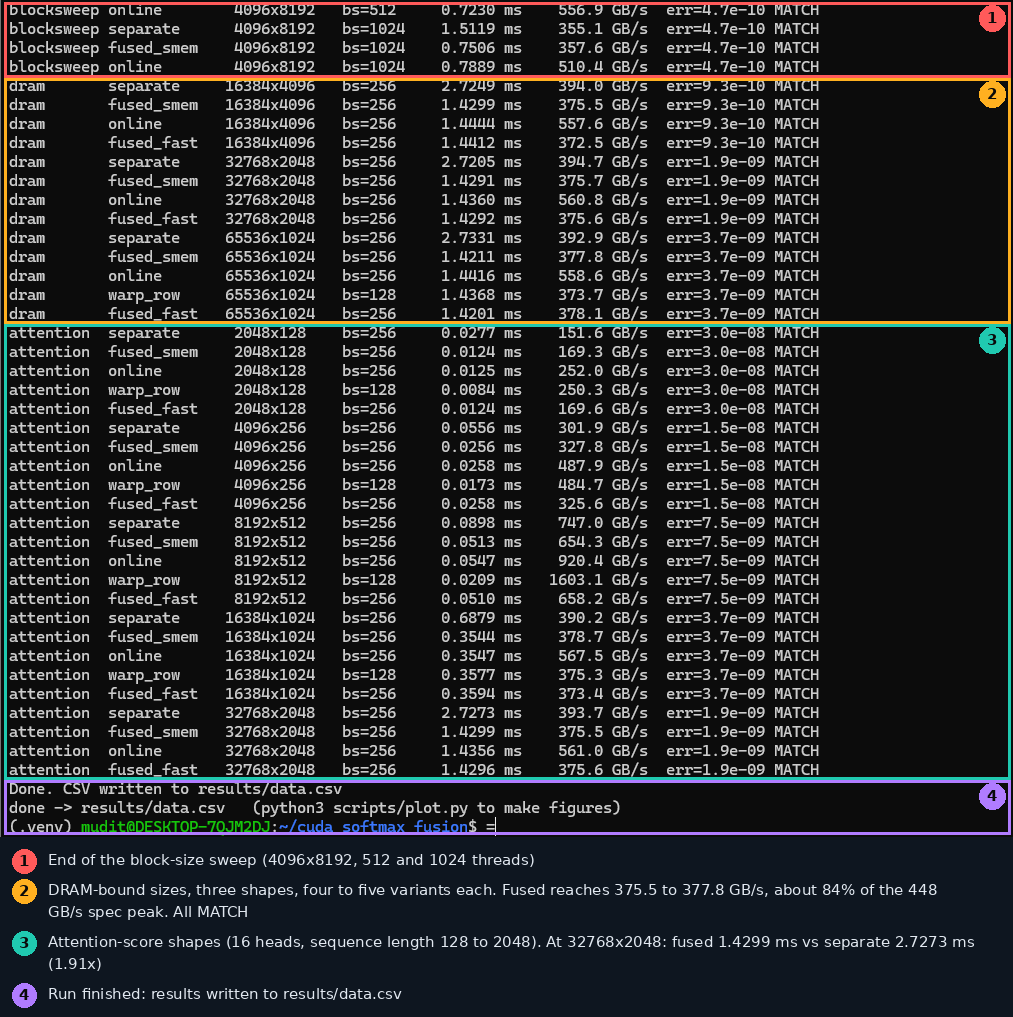 blocksweep online 4096x8192 bs=512 0.7230 ms 556.9 GB/s err=4.7e-10 MATCH
1
blocksweep separate 4096x8192 bs=1024 1.5119 ms 355.1 GB/s err=4.7e-10 MATCH
blocksweep fused_smem 4096x8192 bs=1024 0.7506 ms 357.6 GB/s err=4.7e-10 MATCH
blocksweep online 4096x8192 bs=1024 0.7889 ms 510.4 GB/s err=4.7e-10 MATCH
dram separate 16384x4096 bs=256 2.7249 ms 394.0 GB/s err=9.3e-10 MATCH
2
dram fused_smem 16384x4096 bs=256 1.4299 ms 375.5 GB/s err=9.3e-10 MATCH
dram online 16384x4096 bs=256 1.4444 ms 557.6 GB/s err=9.3e-10 MATCH
dram fused_fast 16384x4096 bs=256 1.4412 ms 372.5 GB/s err=9.3e-10 MATCH
dram separate 32768x2048 bs=256 2.7205 ms 394.7 GB/s err=1.9e-09 MATCH
dram fused_smem 32768x2048 bs=256 1.4291 ms 375.7 GB/s err=1.9e-09 MATCH
dram online 32768x2048 bs=256 1.4360 ms 560.8 GB/s err=1.9e-09 MATCH
dram fused_fast 32768x2048 bs=256 1.4292 ms 375.6 GB/s err=1.9e-09 MATCH
dram separate 65536x1024 bs=256 2.7331 ms 392.9 GB/s err=3.7e-09 MATCH
dram fused_smem 65536x1024 bs=256 1.4211 ms 377.8 GB/s err=3.7e-09 MATCH
dram online 65536x1024 bs=256 1.4416 ms 558.6 GB/s err=3.7e-09 MATCH
dram warp_row 65536x1024 bs=128 1.4368 ms 373.7 GB/s err=3.7e-09 MATCH
dram fused_fast 65536x1024 bs=256 1.4201 ms 378.1 GB/s err=3.7e-09 MATCH
attention separate 2048x128 bs=256 0.0277 ms 151.6 GB/s err=3.0e-08 MATCH
3
attention fused_smem 2048x128 bs=256 0.0124 ms 169.3 GB/s err=3.0e-08 MATCH
attention online 2048x128 bs=256 0.0125 ms 252.0 GB/s err=3.0e-08 MATCH
attention warp_row 2048x128 bs=128 0.0084 ms 250.3 GB/s err=3.0e-08 MATCH
attention fused_fast 2048x128 bs=256 0.0124 ms 169.6 GB/s err=3.0e-08 MATCH
attention separate 4096x256 bs=256 0.0556 ms 301.9 GB/s err=1.5e-08 MATCH
attention fused_smem 4096x256 bs=256 0.0256 ms 327.8 GB/s err=1.5e-08 MATCH
attention online 4096x256 bs=256 0.0258 ms 487.9 GB/s err=1.5e-08 MATCH
attention warp_row 4096x256 bs=128 0.0173 ms 484.7 GB/s err=1.5e-08 MATCH
attention fused_fast 4096x256 bs=256 0.0258 ms 325.6 GB/s err=1.5e-08 MATCH
attention separate 8192x512 bs=256 0.0898 ms 747.0 GB/s err=7.5e-09 MATCH
attention fused_smem 8192x512 bs=256 0.0513 ms 654.3 GB/s err=7.5e-09 MATCH
attention online 8192x512 bs=256 0.0547 ms 920.4 GB/s err=7.5e-09 MATCH
attention warp_row 8192x512 bs=128 0.0209 ms 1603.1 GB/s err=7.5e-09 MATCH
attention fused_fast 8192x512 bs=256 0.0510 ms 658.2 GB/s err=7.5e-09 MATCH
attention separate 16384x1024 bs=256 0.6879 ms 390.2 GB/s err=3.7e-09 MATCH
attention fused_smem 16384x1024 bs=256 0.3544 ms 378.7 GB/s err=3.7e-09 MATCH
attention online 16384x1024 bs=256 0.3547 ms 567.5 GB/s err=3.7e-09 MATCH
attention warp_row 16384x1024 bs=128 0.3577 ms 375.3 GB/s err=3.7e-09 MATCH
attention fused_fast 16384x1024 bs=256 0.3594 ms 373.4 GB/s err=3.7e-09 MATCH
attention separate 32768x2048 bs=256 2.7273 ms 393.7 GB/s err=1.9e-09 MATCH
attention fused_smem 32768x2048 bs=256 1.4299 ms 375.5 GB/s err=1.9e-09 MATCH
attention online 32768x2048 bs=256 1.4356 ms 561.0 GB/s err=1.9e-09 MATCH
attention fused_fast 32768x2048 bs=256 1.4296 ms 375.6 GB/s err=1.9e-09 MATCH
Done. CSV written to results/data.csv
4
done -> results/data.csv (python3 scripts/plot.py to make figures)
(.venv) mudit@DESKTOP-7QJM2DJ:~/cuda_softmax_fusion$ =
1 End of the block-size sweep (4096x8192, 512 and 1024 threads)
2 DRAM-bound sizes, three shapes, four to five variants each. Fused reaches 375.5 to 377.8 GB/s, about 84% of the 448
GB/s spec peak. All MATCH
3 Attention-score shapes (16 heads, sequence length 128 to 2048). At 32768x2048: fused 1.4299 ms vs separate 2.7273 ms
(1.91x)
4 Run finished: results written to results/data.csv